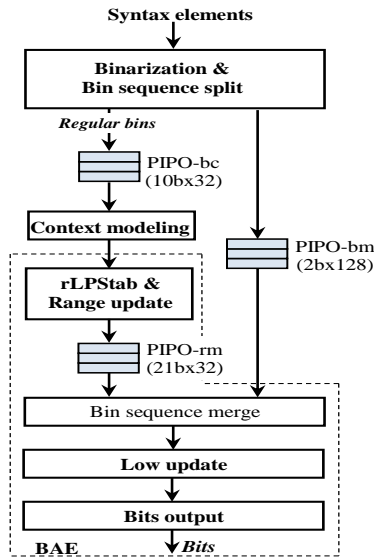 Syntax elements
Binarization &
Bin sequence split
Regular bins
PIPO-bc
(10bx32)
Context modeling
PIPO-bm
(2bx128)
rLPStab &
Range update
PIPO-rm
(21bx32)
Bin sequence merge
Low update
Bits output
BAE
Bits